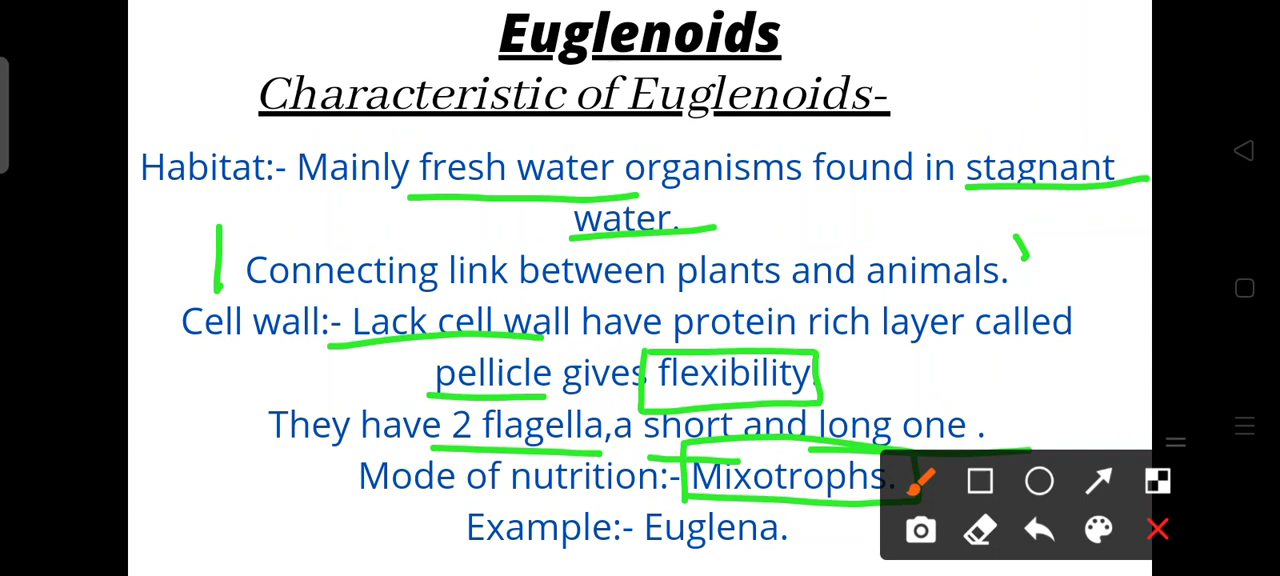 Euglenoids
Characteristic of Euglenoids-
Habitat:- Mainly fresh water organisms found in stagnant
water.
Connecting link between plants and animals.
Cell wall:- Lack cell wall have protein rich layer called
pellicle gives flexibility.
They have 2 flagella,a short and long one .
Mode of nutrition:- Mixotrophs.
Example:- Euglena.